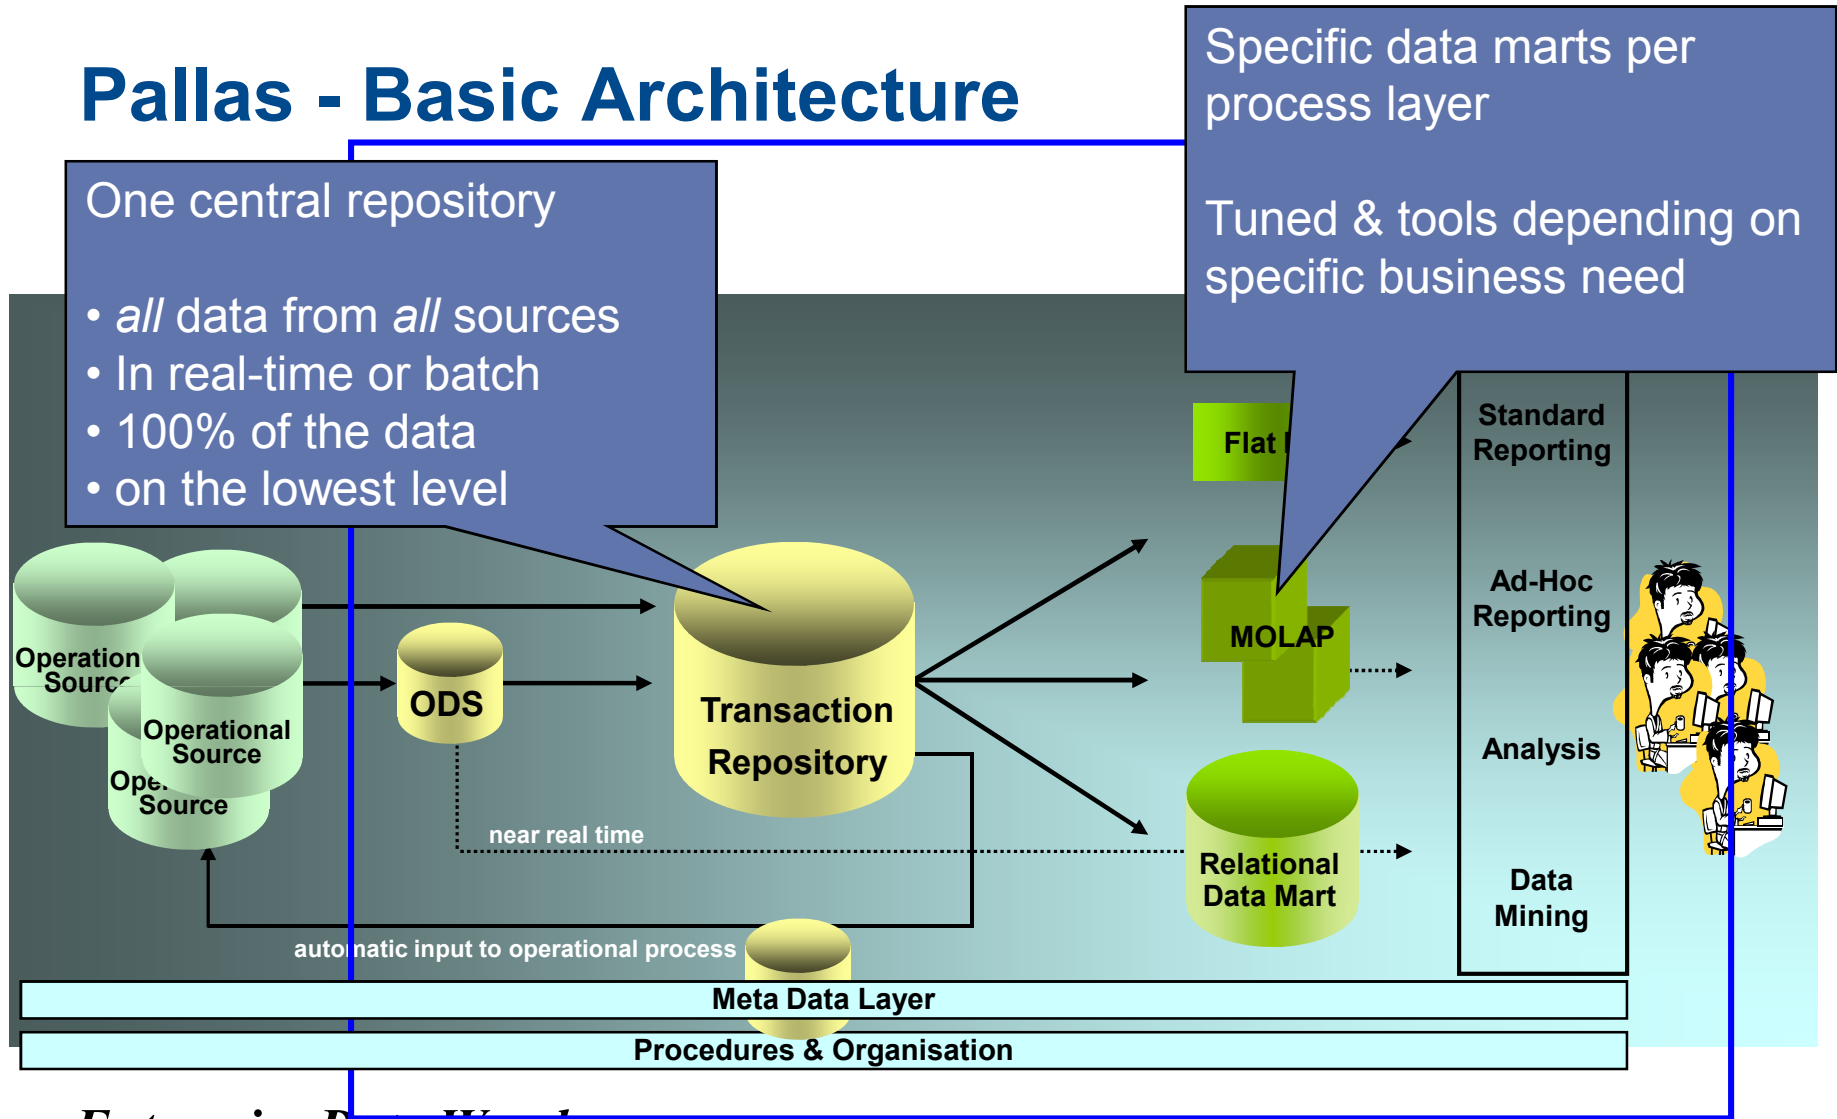 Pallas - Basic Architecture
Specific data marts per
process layer
Tuned & tools depending on
specific business need
One central repository
• all data from all sources
• In real-time or batch
• 100% of the data
• on the lowest level
Flat
Standard
Reporting
Ad-Hoc
Reporting
Analysis
Data
Mining
MOLAP
Relational
Data Mart
Transaction
Repository
ODS
Operational
Source
Source
Source
near real time
automatic input to operational process
Meta Data Layer
Procedures & Organisation